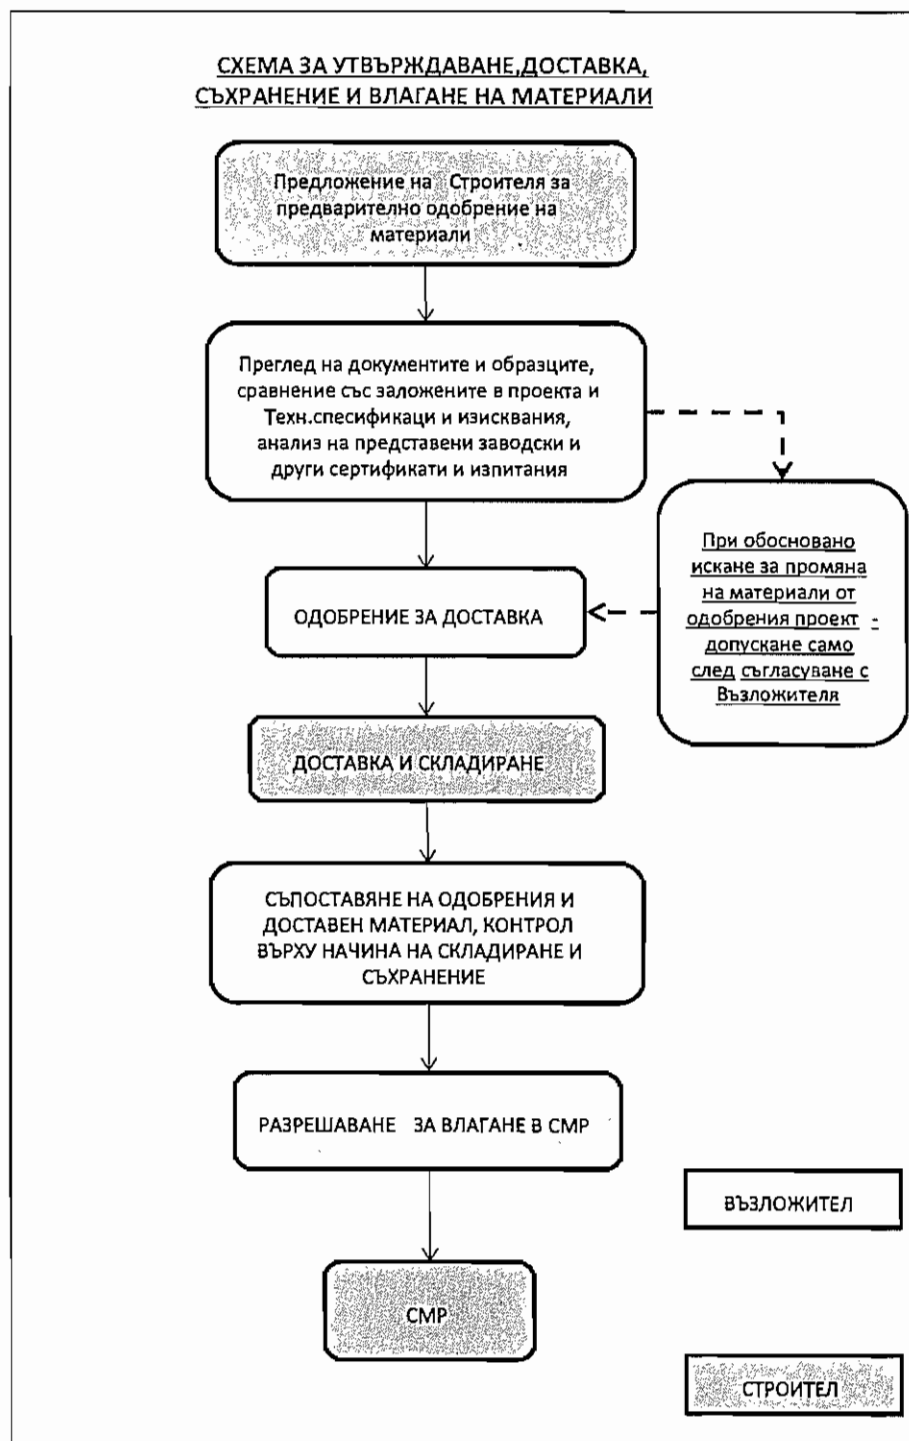 СХЕМА ЗА УТВЪРЖДАВАНЕ,ДОСТАВКА,
СЪХРАНЕНИЕ И ВЛАГАНЕ НА МАТЕРИАЛИ
Предложение на Строителя за
предварително одобрение на
материали
Преглед на документите и образците,
сравнение със заложените в проекта и
Техн.спесификаци и изисквания,
анализ на представени заводски и
други сертификати и изпитания
При обосновано
искане за промяна
на материали от
одобрения проект -
допускане само
след съгласуване с
Възложителя
ОДОБРЕНИЕ ЗА ДОСТАВКА
ДОСТАВКА И СКЛАДИРАНЕ
СЪПОСТАВЯНЕ НА ОДОБРЕНИЯ И
ДОСТАВЕН МАТЕРИАЛ, КОНТРОЛ
ВЪРХУ НАЧИНА НА СКЛАДИРАНЕ И
СЪХРАНЕНИЕ
РАЗРЕШАВАНЕ ЗА ВЛАГАНЕ В СМР
ВЪЗЛОЖИТЕЛ
СМР
СТРОИТЕЛ